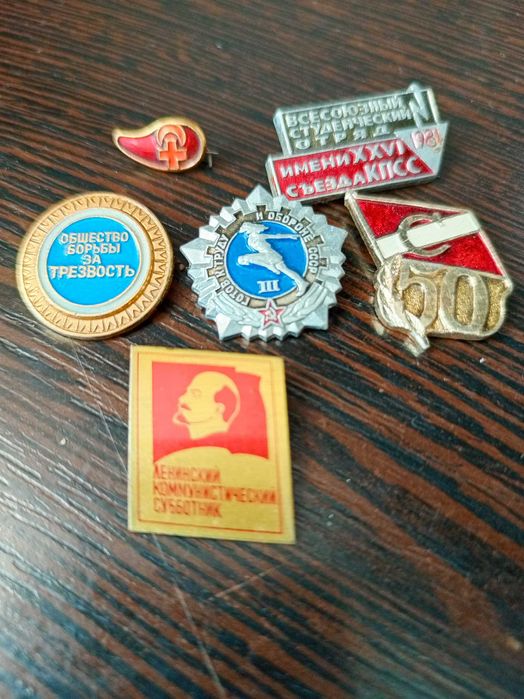 ВСЕСОЮЗНЫЙ
СТУДЕНЧЕСКИЙ
ОТРЯД
ИМЕНИ XXVI
СЪЕЗДА КПСС
1981
ОБЩЕСТВО
БОРЬБЫ
ЗА
ТРЕЗВОСТЬ
ГОТОВ К ТРУДУ И ОБОРОНЕ СССР
III
50
ЛЕНИНСКИЙ
КОММУНИСТИЧЕСКИЙ
СУББОТНИК